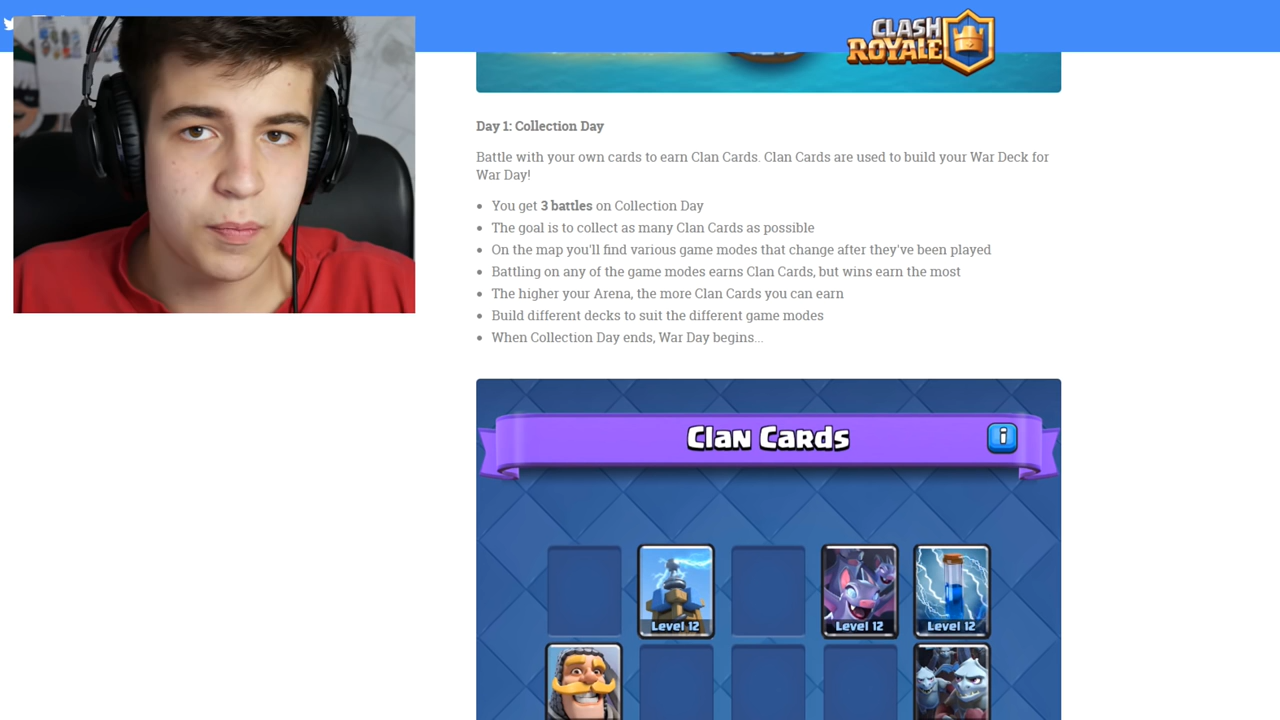 CLASH
ROYALE
Day 1: Collection Day
Battle with your own cards to earn Clan Cards. Clan Cards are used to build your War Deck for
War Day!
• You get 3 battles on Collection Day
• The goal is to collect as many Clan Cards as possible
• On the map you'll find various game modes that change after they've been played
• Battling on any of the game modes earns Clan Cards, but wins earn the most
• The higher your Arena, the more Clan Cards you can earn
• Build different decks to suit the different game modes
• When Collection Day ends, War Day begins...
Clan Cards
i
Level 12
Level 12
Level 12